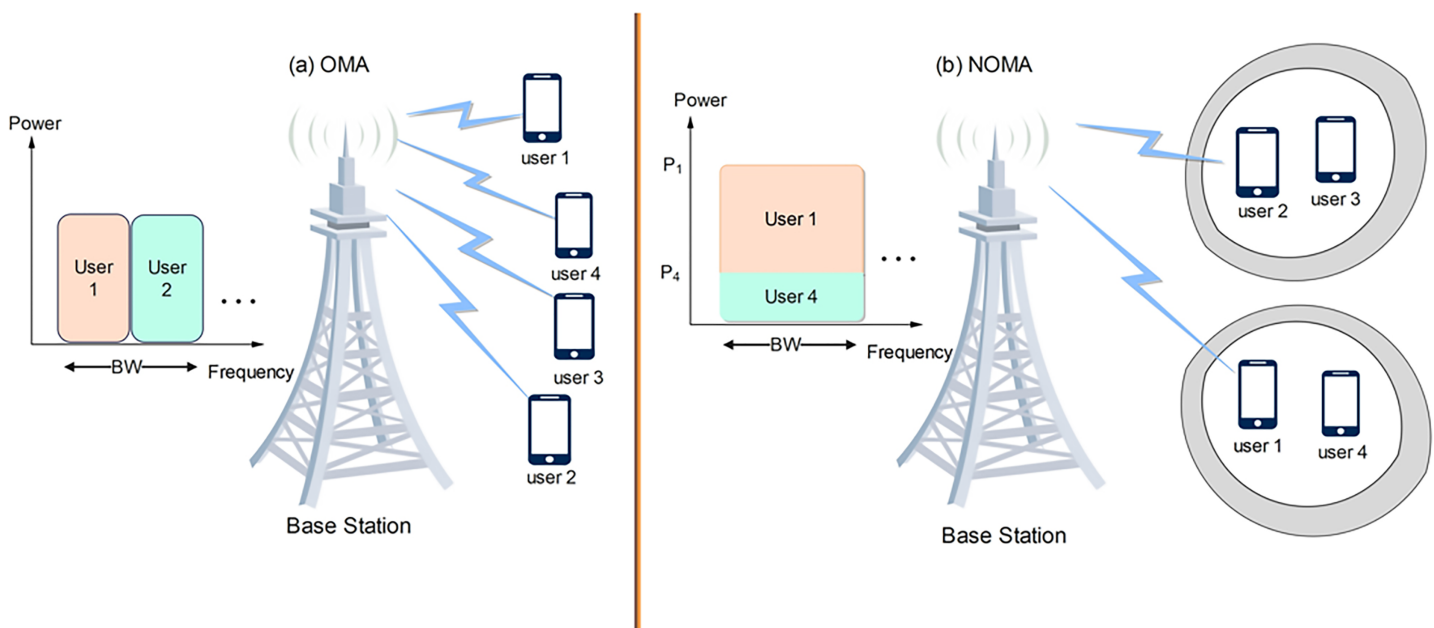 (a) OMA
Power
User
1
User
2
...
BW
Frequency
user 1
user 4
user 3
user 2
Base Station
(b) NOMA
Power
P1
User 1
P4
User 4
...
BW
Frequency
user 2
user 3
user 1
user 4
Base Station